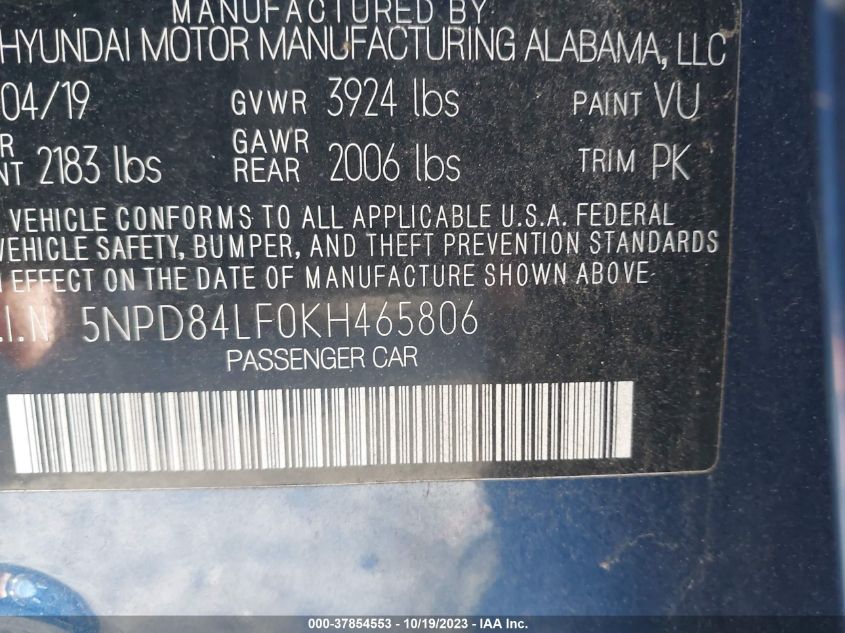 MANUFACTURED BY
HYUNDAI MOTOR MANUFACTURING ALABAMA, LLC
04/19 GVWR 3924 lbs PAINT VU
R GAWR
NT 2183 lbs REAR 2006 lbs TRIM PK
VEHICLE CONFORMS TO ALL APPLICABLE U.S.A. FEDERAL
VEHICLE SAFETY, BUMPER, AND THEFT PREVENTION STANDARDS
EFFECT ON THE DATE OF MANUFACTURE SHOWN ABOVE
.I.N 5NPD84LF0KH465806
PASSENGER CAR
000-37854553 - 10/19/2023 - IAA Inc.